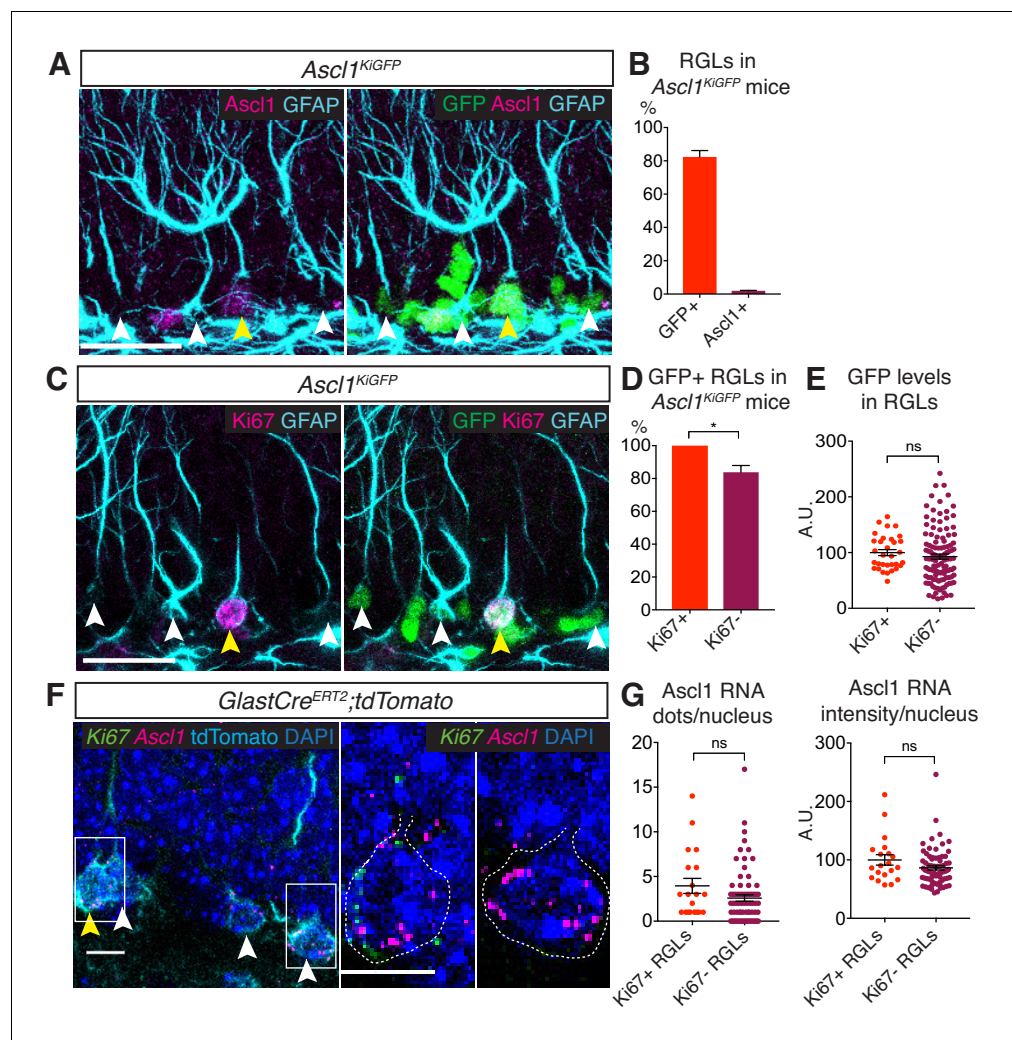 A
Ascl1KiGFP
Ascl1 GFAP
GFP Ascl1 GFAP
B
RGLs in
Ascl1KiGFP mice
%
100
80
60
40
20
0
GFP+
Ascl1+
C
Ascl1KiGFP
Ki67 GFAP
GFP Ki67 GFAP
D
GFP+ RGLs in
Ascl1KiGFP mice
%
*
100
80
60
40
20
0
Ki67+
Ki67-
E
GFP levels
in RGLs
ns
A.U.
300
200
100
0
Ki67+
Ki67-
F
GlastCreERT2;tdTomato
Ki67 Ascl1 tdTomato DAPI
Ki67 Ascl1 DAPI
G
Ascl1 RNA
dots/nucleus
ns
20
15
10
5
0
Ki67+ RGLs
Ki67- RGLs
Ascl1 RNA
intensity/nucleus
ns
A.U.
300
200
100
0
Ki67+ RGLs
Ki67- RGLs